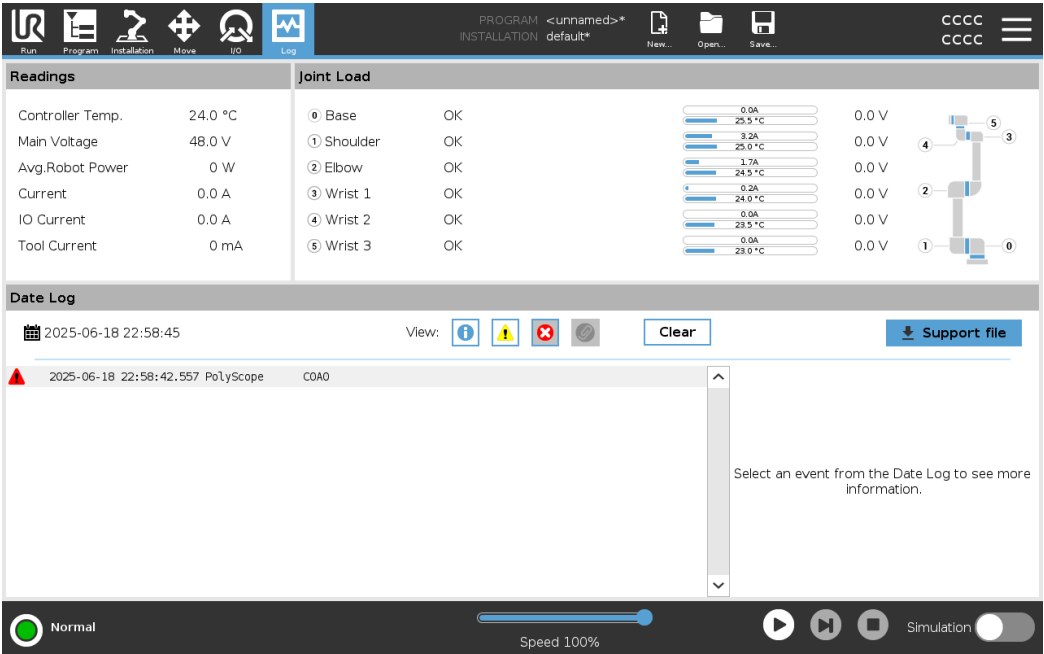 PROGRAM <unnamed>*
INSTALLATION default*
CCCC
CCCC
Run Program Installation Move I/O Log New... Open... Save...
Readings
Controller Temp. 24.0 °C
Main Voltage 48.0 V
Avg.Robot Power 0 W
Current 0.0 A
IO Current 0.0 A
Tool Current 0 mA
Joint Load
0 Base OK 0.0A 25.5 °C 0.0 V
1 Shoulder OK 3.2A 25.0 °C 0.0 V
2 Elbow OK 1.7A 24.5 °C 0.0 V
3 Wrist 1 OK 0.2A 24.0 °C 0.0 V
4 Wrist 2 OK 0.0A 23.5 °C 0.0 V
5 Wrist 3 OK 0.0A 23.0 °C 0.0 V
5
4 3
2
1 0
Date Log
2025-06-18 22:58:45 View: Clear Support file
2025-06-18 22:58:42.557 PolyScope C0A0
Select an event from the Date Log to see more
information.
Normal
Speed 100%
Simulation